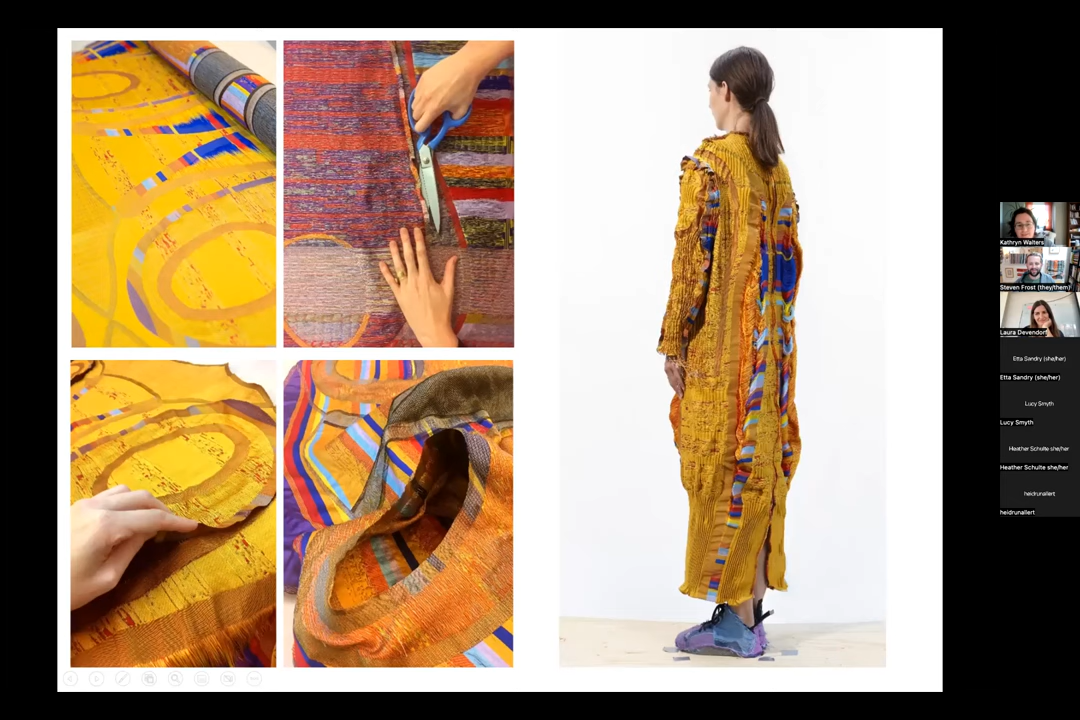 Kathryn Walters
Steven Frost (they/them)
Laura Devendorf
Etta Sandry (she/her)
Etta Sandry (she/her)
Lucy Smyth
Lucy Smyth
Heather Schulte she/her
Heather Schulte she/her
heidrunallert
heidrunallert